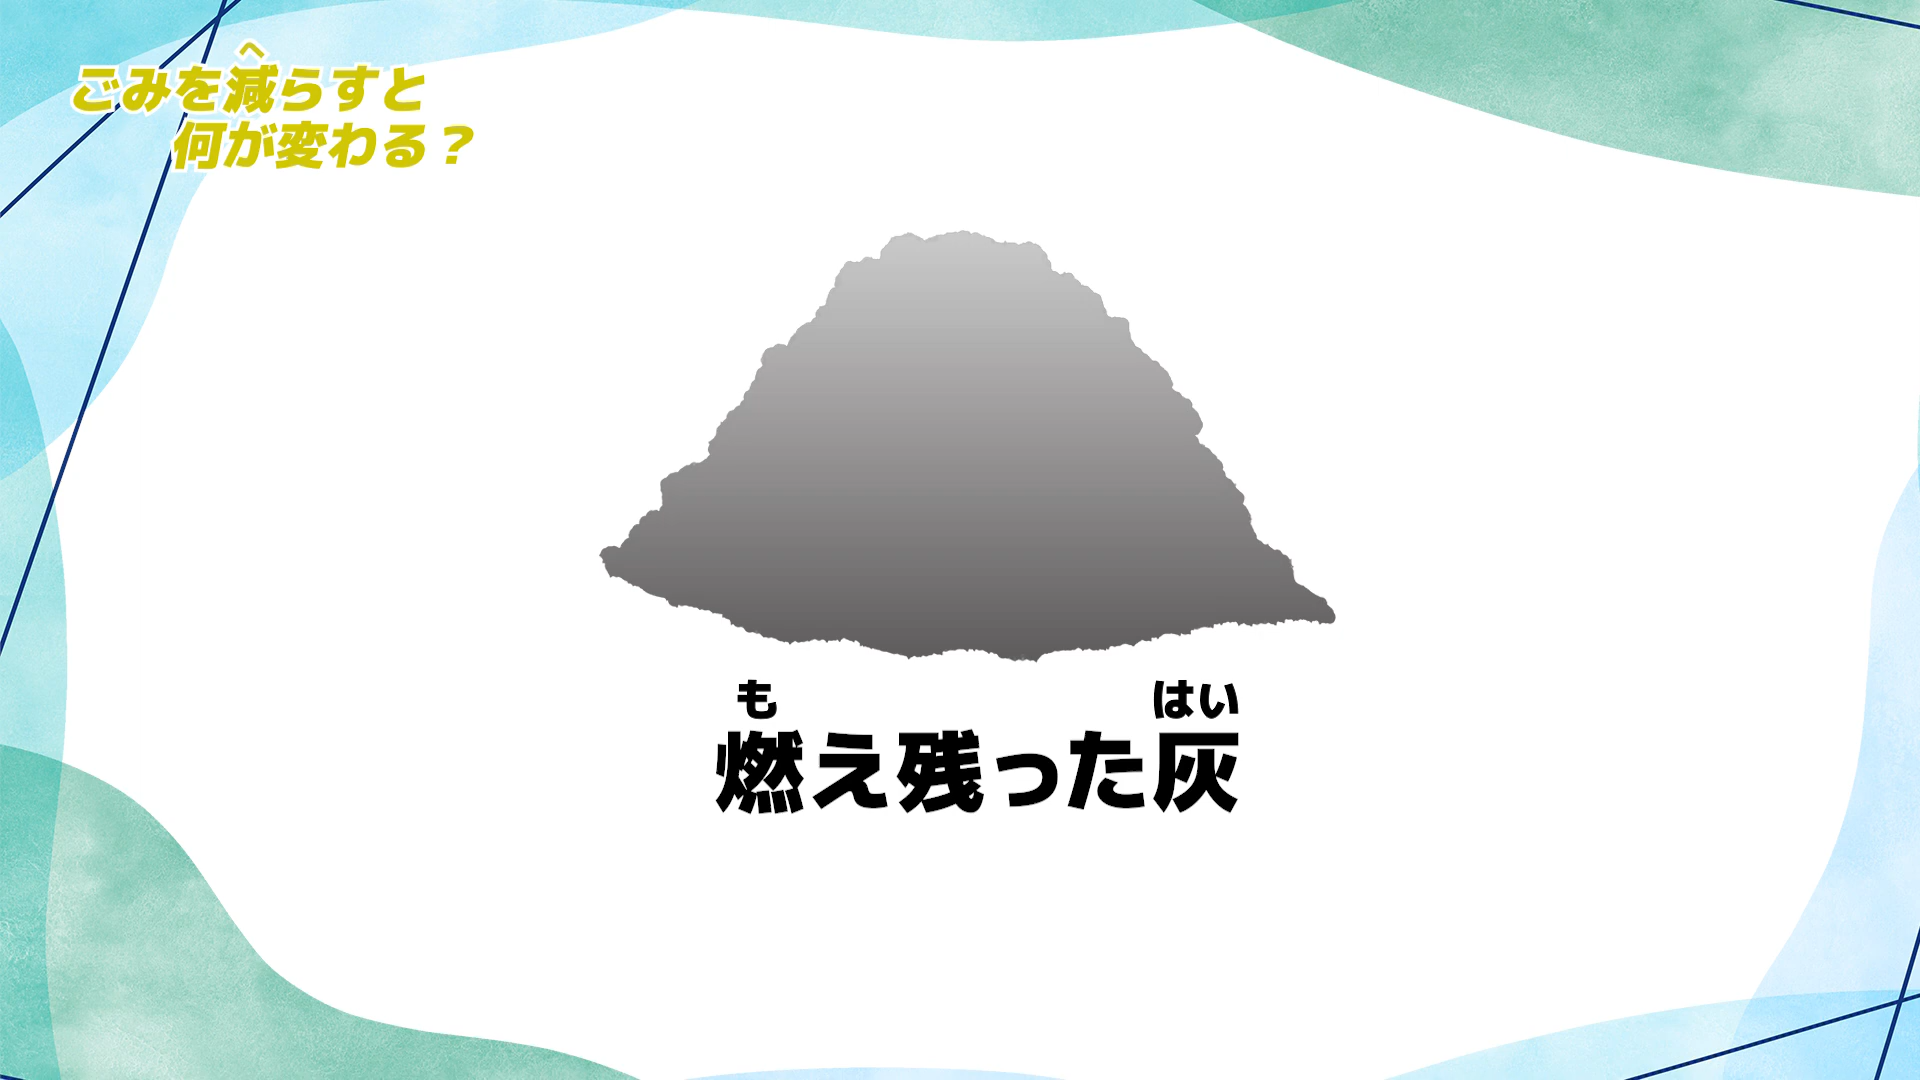 へ
ごみを減らすと
何が変わる？
も はい
燃え残った灰